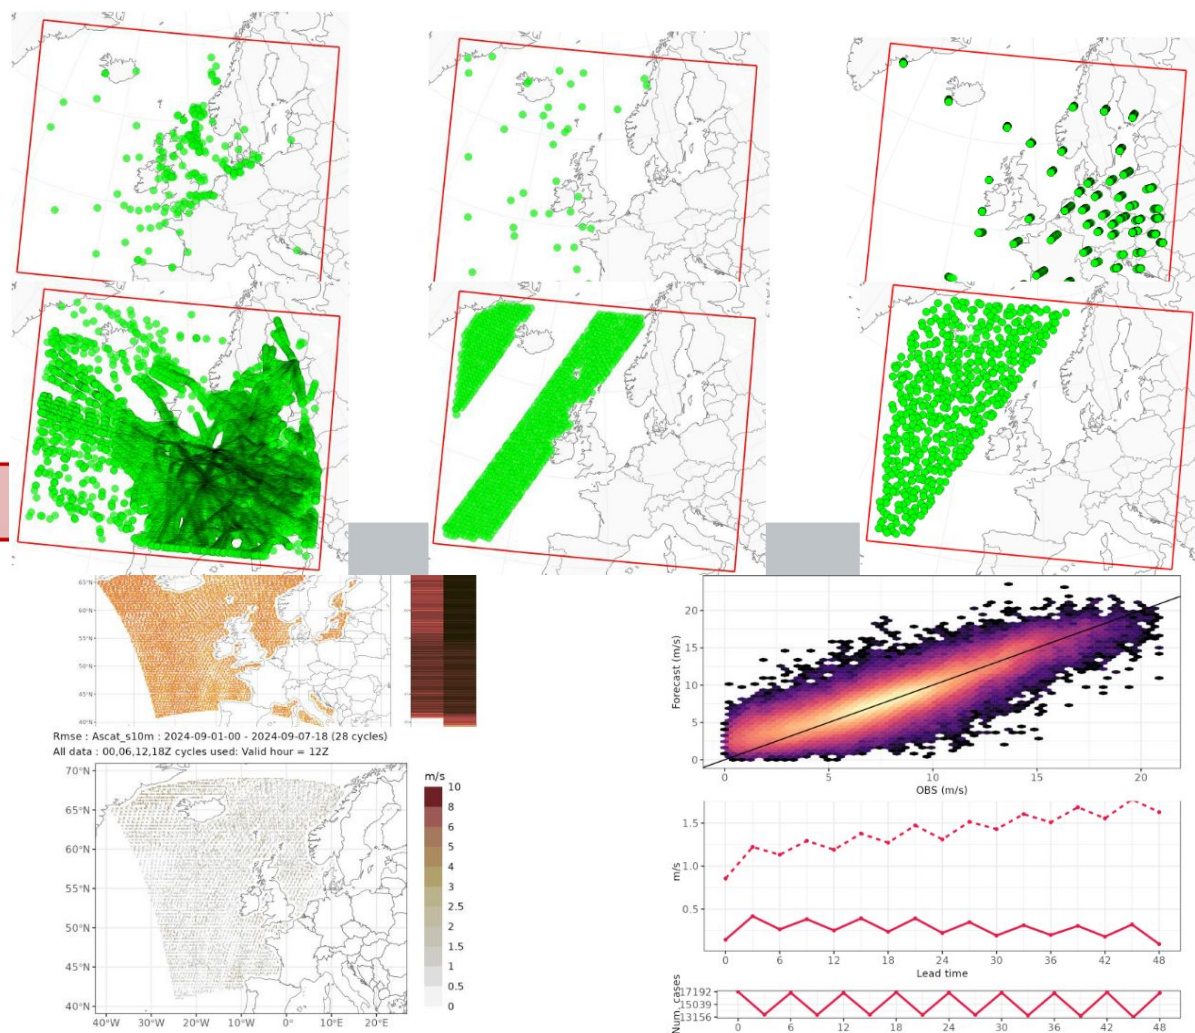 65°N
60°N
55°N
50°N
45°N
40°N
Rmse : Ascat_s10m : 2024-09-01-00 - 2024-09-07-18 (28 cycles)
All data : 00,06,12,18Z cycles used: Valid hour = 12Z
70°N
65°N
60°N
55°N
50°N
45°N
40°N
40°W 30°W 20°W 10°W 0° 10°E 20°E
m/s
10
8
6
5
4
3
2
1.5
1
0.5
0
Forecast (m/s)
20
15
10
5
0
0 5 10 15 20
OBS (m/s)
m/s
1.5
1.0
0.5
0 6 12 18 24 30 36 42 48
Lead time
Num. cases
17192
15039
13156
0 6 12 18 24 30 36 42 48